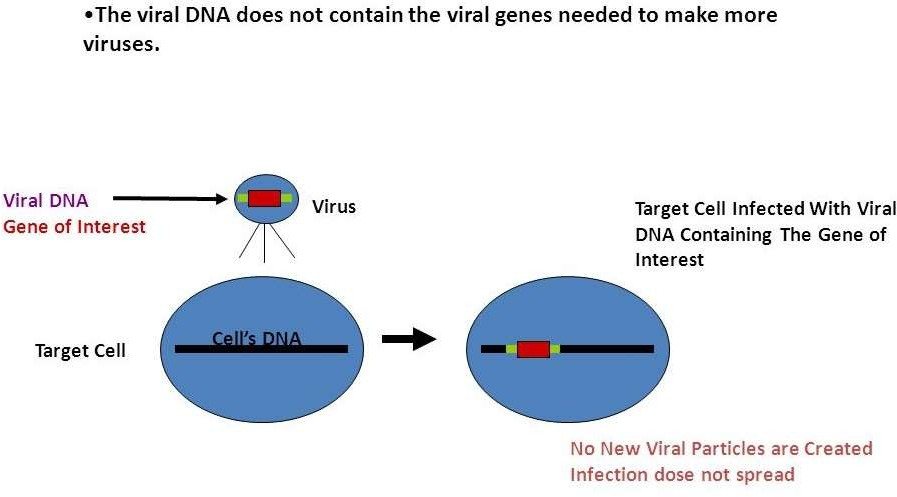 •The viral DNA does not contain the viral genes needed to make more
viruses.
Viral DNA
Gene of Interest
Virus
Target Cell Infected With Viral
DNA Containing The Gene of
Interest
Target Cell
Cell's DNA
No New Viral Particles are Created
Infection dose not spread